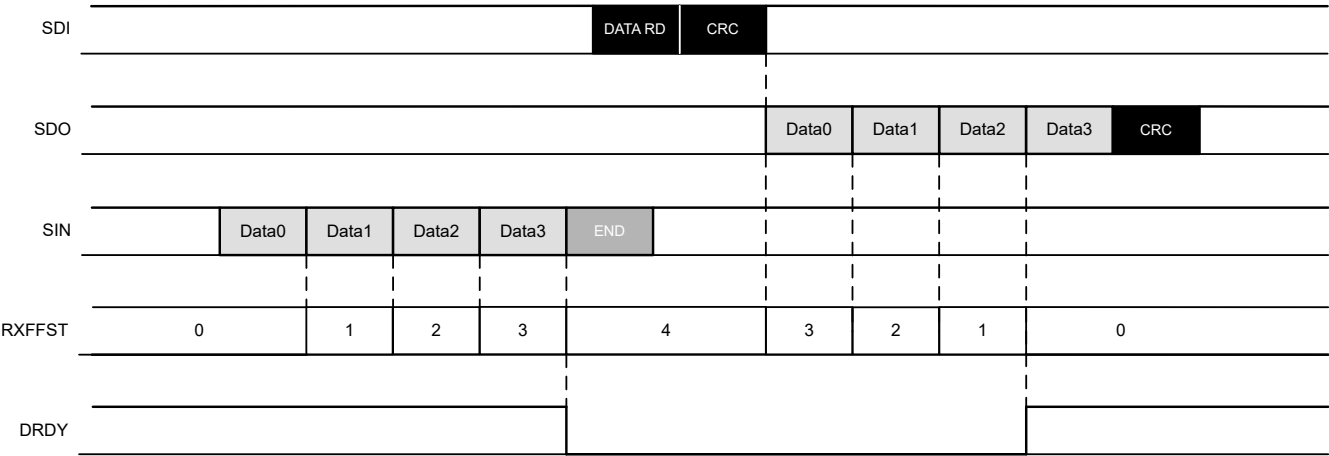 SDI DATA RD CRC
SDO Data0 Data1 Data2 Data3 CRC
SIN Data0 Data1 Data2 Data3 END
RXFFST 0 1 2 3 4 3 2 1 0
DRDY